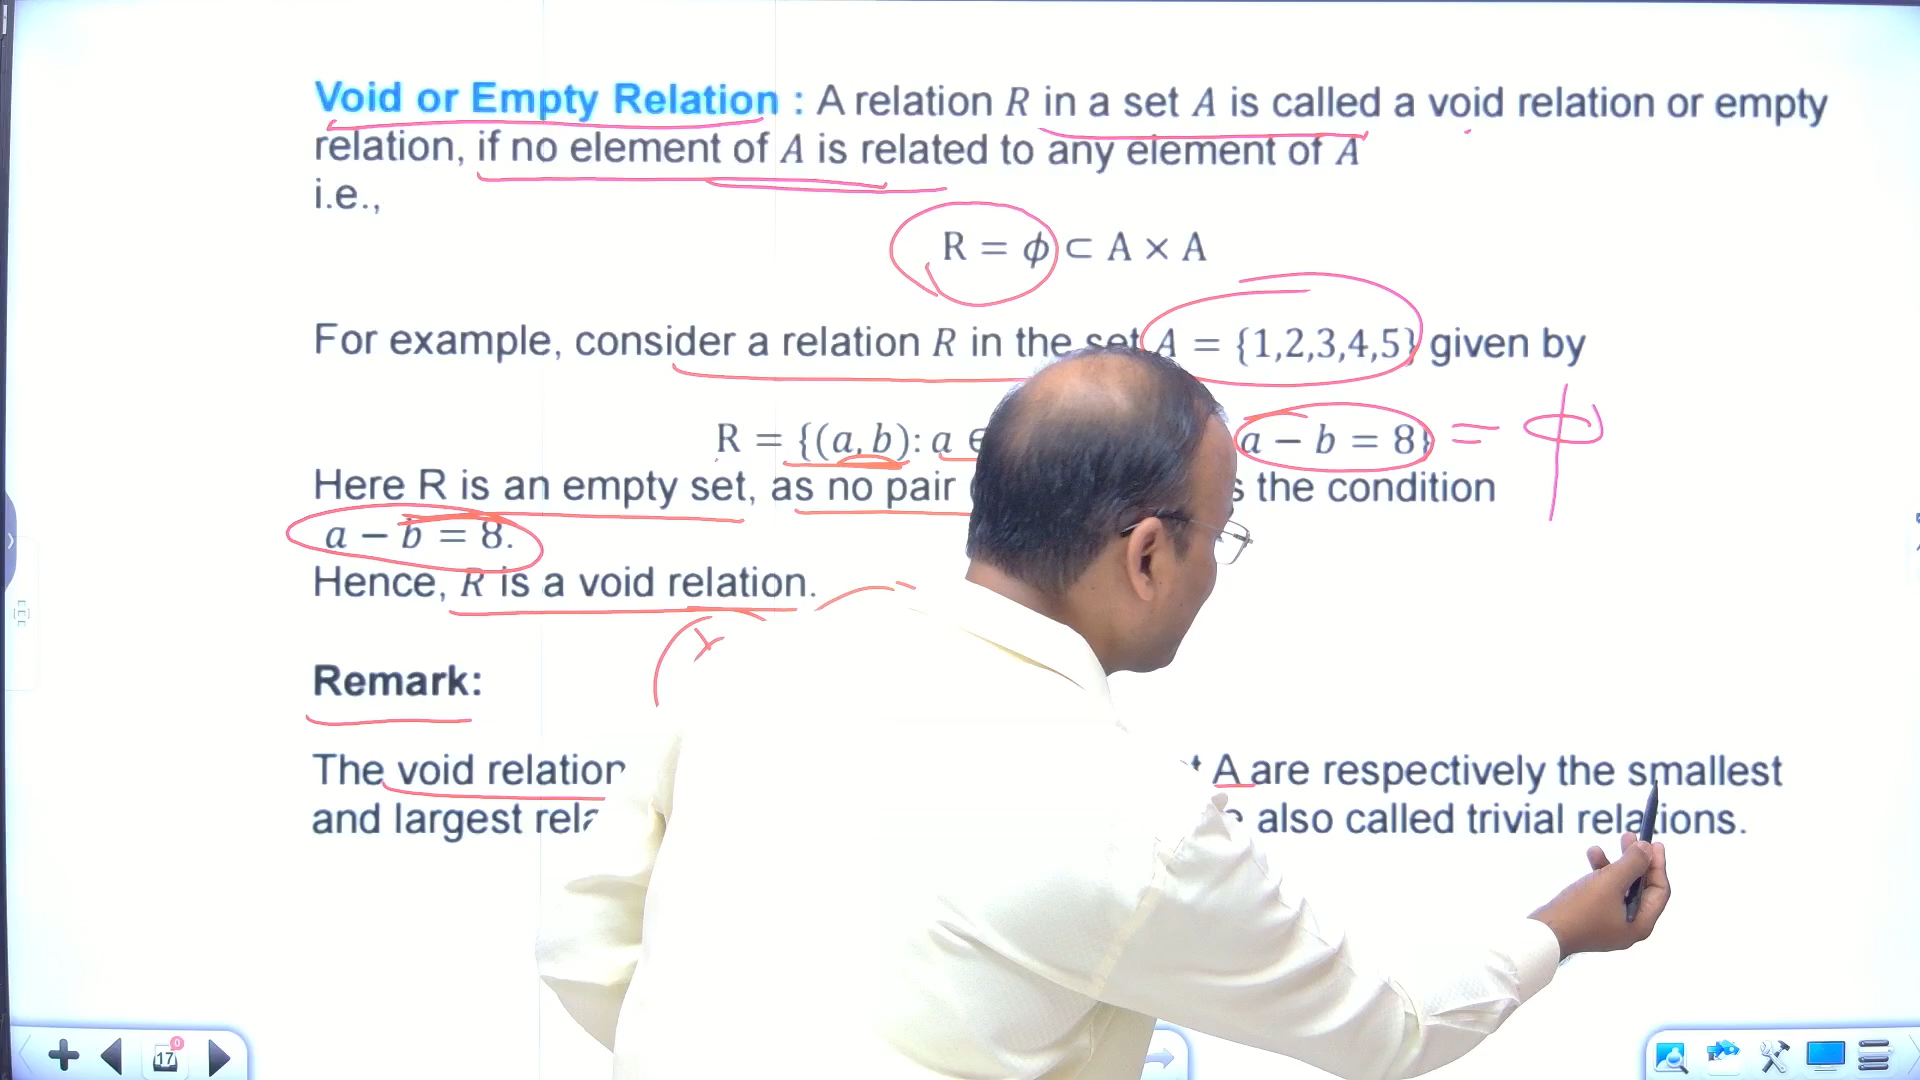 Void or Empty Relation : A relation R in a set A is called a void relation or empty
relation, if no element of A is related to any element of A
i.e.,
R = ϕ ⊂ A × A
For example, consider a relation R in the set A = {1,2,3,4,5} given by
R = {(a, b): a ∈ a − b = 8} = ϕ
Here R is an empty set, as no pair the condition
a − b = 8.
Hence, R is a void relation.
Remark:
The void relation A are respectively the smallest
and largest also called trivial relations.
17
0